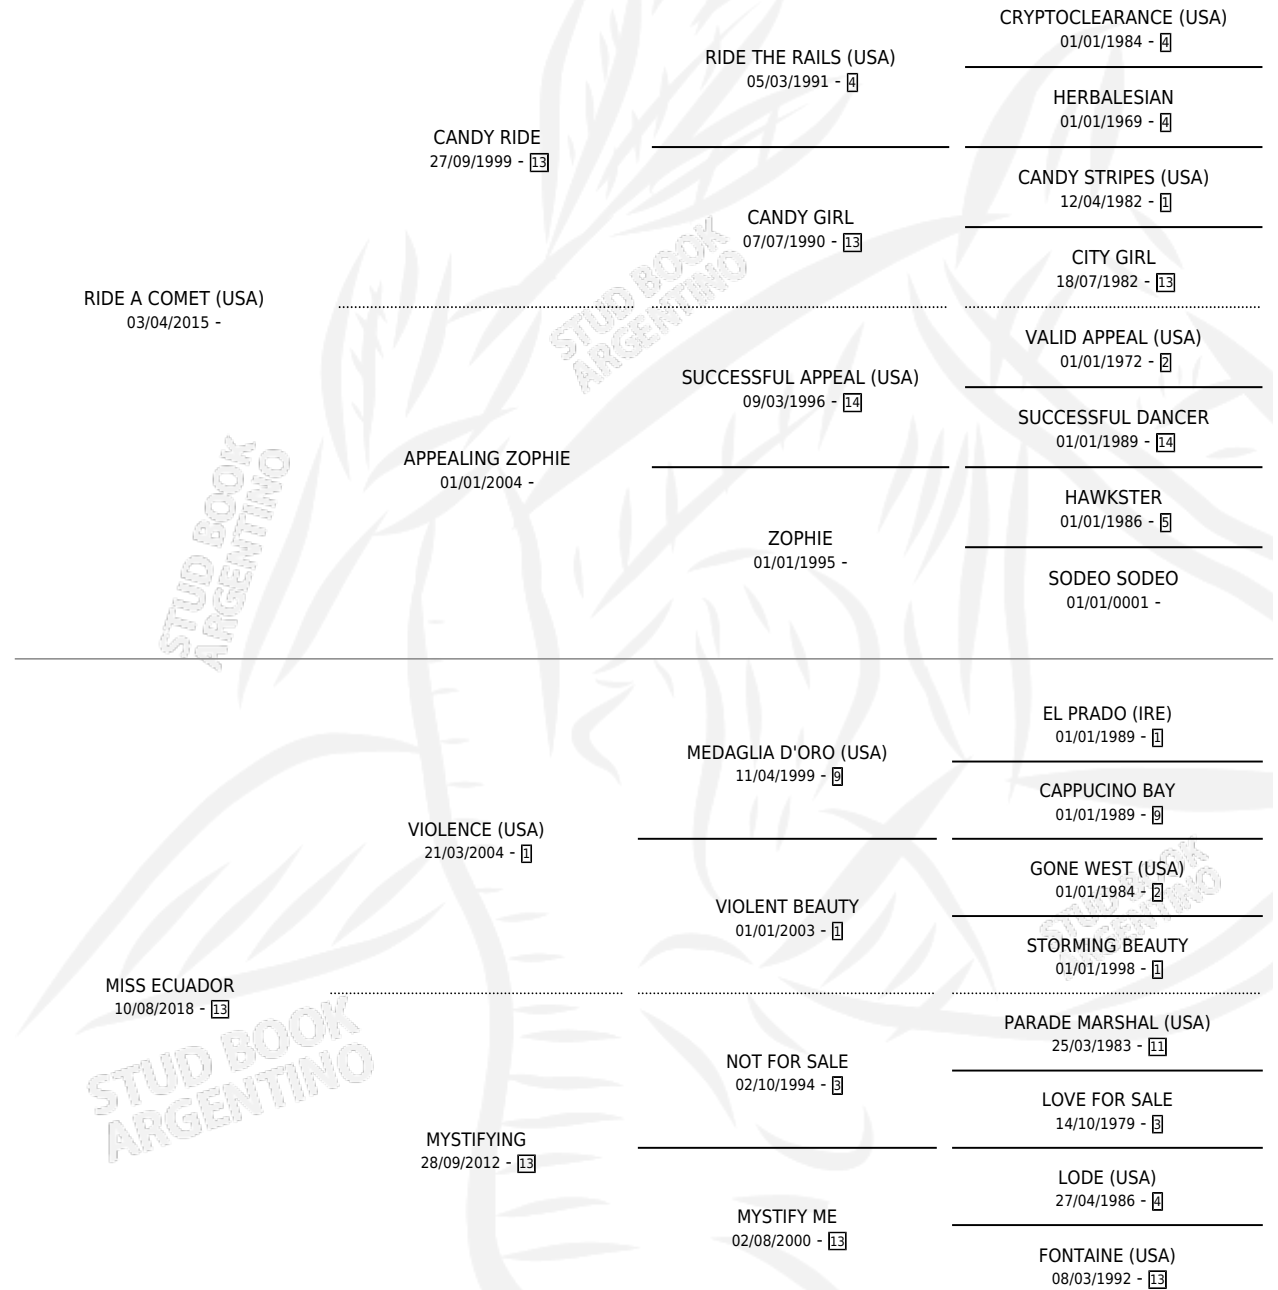 CRYPTOCLEARANCE (USA)
01/01/1984 - 4
RIDE THE RAILS (USA)
05/03/1991 - 4
HERBALESIAN
01/01/1969 - 4
CANDY RIDE
27/09/1999 - 13
CANDY STRIPES (USA)
12/04/1982 - 1
CANDY GIRL
07/07/1990 - 13
CITY GIRL
18/07/1982 - 13
RIDE A COMET (USA)
03/04/2015 -
VALID APPEAL (USA)
01/01/1972 - 2
SUCCESSFUL APPEAL (USA)
09/03/1996 - 14
SUCCESSFUL DANCER
01/01/1989 - 14
APPEALING ZOPHIE
01/01/2004 -
HAWKSTER
01/01/1986 - 5
ZOPHIE
01/01/1995 -
SODEO SODEO
01/01/0001 -
STUD BOOK
ARGENTINO
STUD BOOK
ARGENTINO
EL PRADO (IRE)
01/01/1989 - 1
MEDAGLIA D'ORO (USA)
11/04/1999 - 9
CAPPUCINO BAY
01/01/1989 - 9
VIOLENCE (USA)
21/03/2004 - 1
GONE WEST (USA)
01/01/1984 - 2
VIOLENT BEAUTY
01/01/2003 - 1
STORMING BEAUTY
01/01/1998 - 1
STUD BOOK
ARGENTINO
MISS ECUADOR
10/08/2018 - 13
PARADE MARSHAL (USA)
25/03/1983 - 11
NOT FOR SALE
02/10/1994 - 3
LOVE FOR SALE
14/10/1979 - 3
STUD BOOK
ARGENTINO
MYSTIFYING
28/09/2012 - 13
LODE (USA)
27/04/1986 - 4
MYSTIFY ME
02/08/2000 - 13
FONTAINE (USA)
08/03/1992 - 13